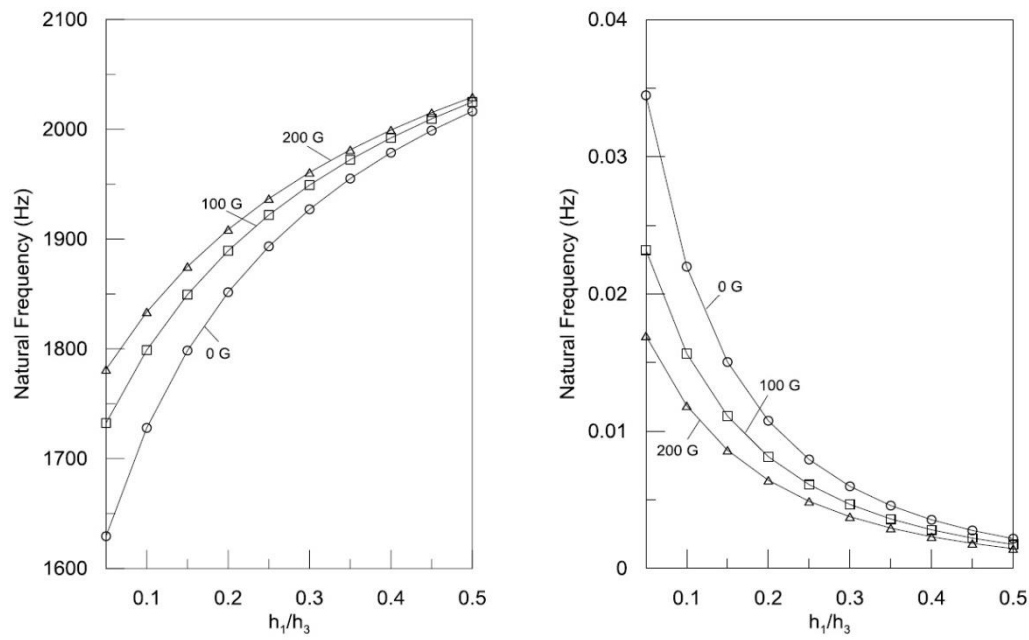 2100
2000
1900
1800
1700
1600
Natural Frequency (Hz)
200 G
100 G
0 G
0.1 0.2 0.3 0.4 0.5
h₁/h₃
0.04
0.03
0.02
0.01
0
Natural Frequency (Hz)
0 G
100 G
200 G
0.1 0.2 0.3 0.4 0.5
h₁/h₃